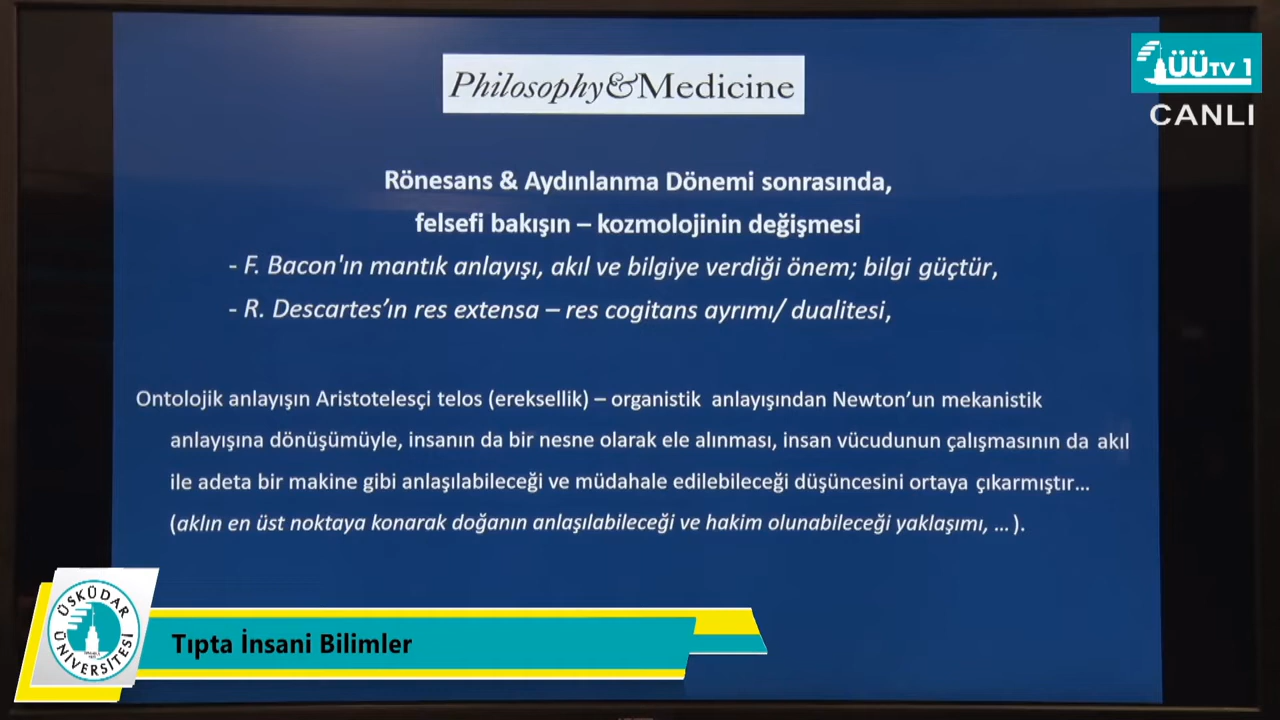 ÜÜTV 1
CANLI
Philosophy&Medicine
Rönesans & Aydınlanma Dönemi sonrasında,
felsefi bakışın – kozmolojinin değişmesi
- F. Bacon'ın mantık anlayışı, akıl ve bilgiye verdiği önem; bilgi güçtür,
- R. Descartes’ın res extensa – res cogitans ayrımı/ dualitesi,
Ontolojik anlayışın Aristotelesçi telos (ereksellik) – organistik anlayışından Newton’un mekanistik
anlayışına dönüşümüyle, insanın da bir nesne olarak ele alınması, insan vücudunun çalışmasının da akıl
ile adeta bir makine gibi anlaşılabileceği ve müdahale edilebileceği düşüncesini ortaya çıkarmıştır...
(aklın en üst noktaya konarak doğanın anlaşılabileceği ve hakim olunabileceği yaklaşımı, ... ).
ÜSKÜDAR
ÜNİVERSİTESİ
Tıpta İnsani Bilimler